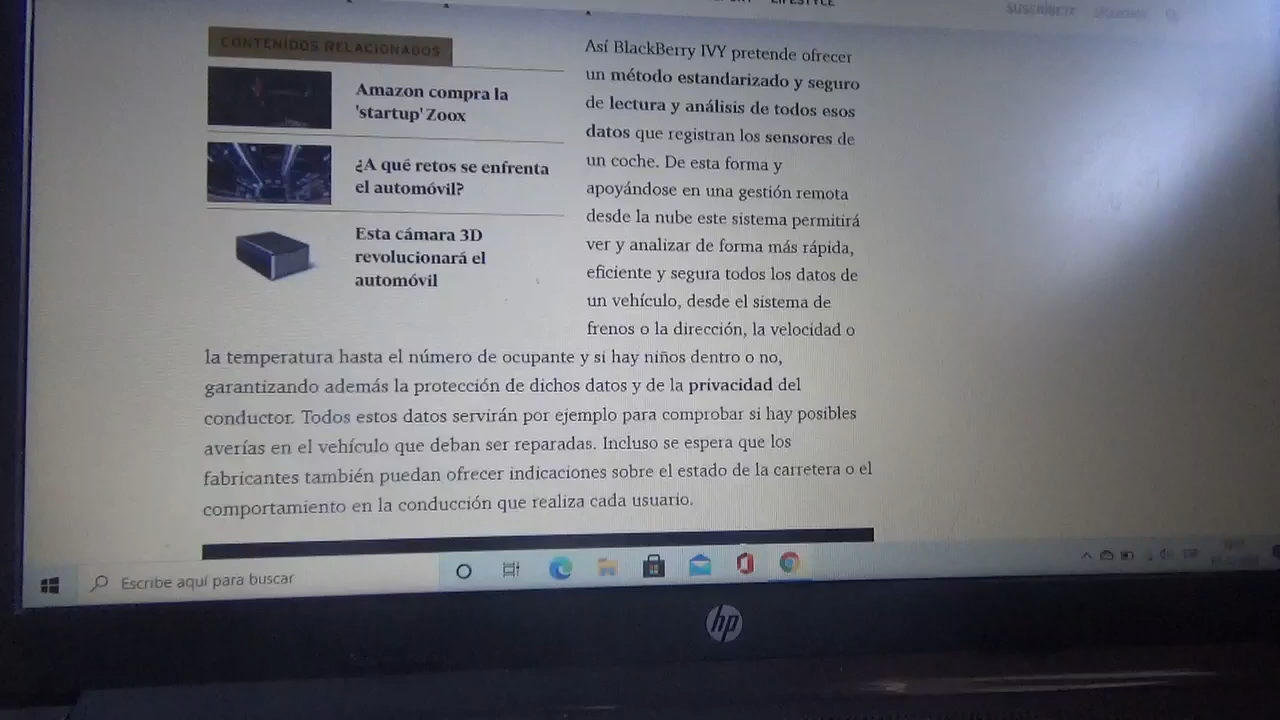 LIFESTYLE
SUSCRÍBETE
CONTENIDOS RELACIONADOS
Amazon compra la
'startup' Zoox
¿A qué retos se enfrenta
el automóvil?
Esta cámara 3D
revolucionará el
automóvil
Así BlackBerry IVY pretende ofrecer
un método estandarizado y seguro
de lectura y análisis de todos esos
datos que registran los sensores de
un coche. De esta forma y
apoyándose en una gestión remota
desde la nube este sistema permitirá
ver y analizar de forma más rápida,
eficiente y segura todos los datos de
un vehículo, desde el sistema de
frenos o la dirección, la velocidad o
la temperatura hasta el número de ocupante y si hay niños dentro o no,
garantizando además la protección de dichos datos y de la privacidad del
conductor. Todos estos datos servirán por ejemplo para comprobar si hay posibles
averías en el vehículo que deban ser reparadas. Incluso se espera que los
fabricantes también puedan ofrecer indicaciones sobre el estado de la carretera o el
comportamiento en la conducción que realiza cada usuario.
Escribe aquí para buscar
hp